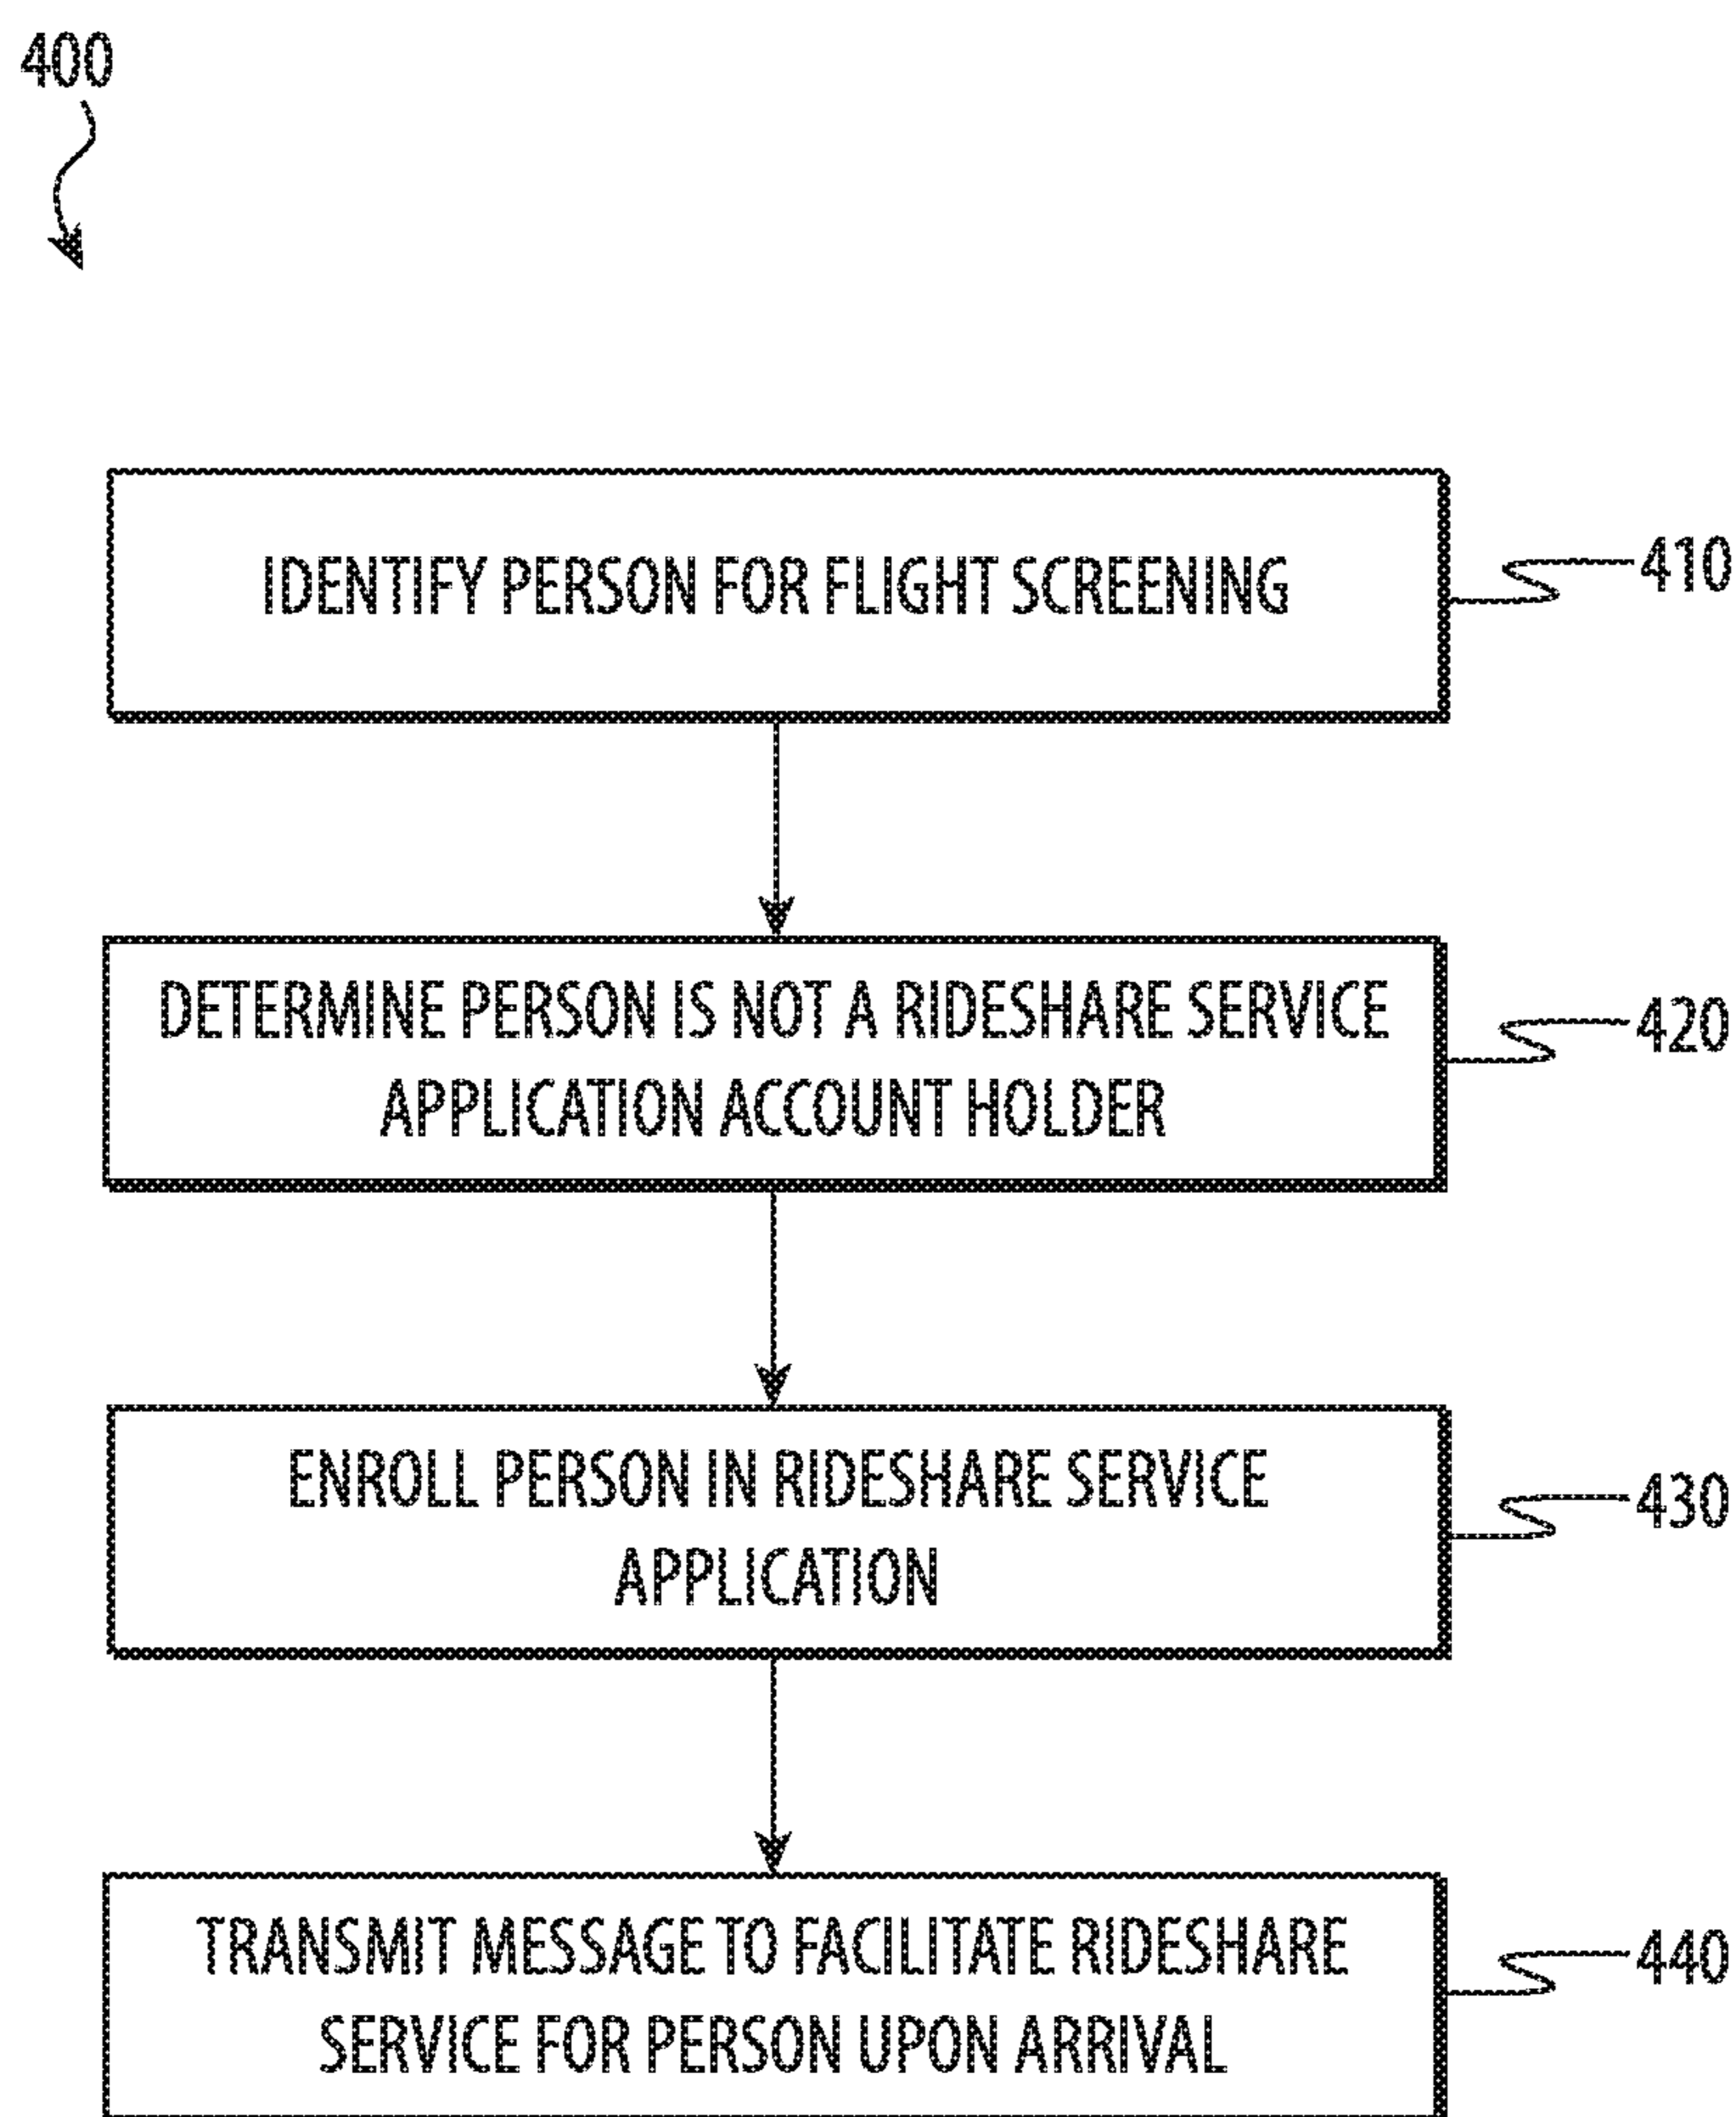 400
IDENTIFY PERSON FOR FLIGHT SCREENING
410
DETERMINE PERSON IS NOT A RIDESHARE SERVICE
APPLICATION ACCOUNT HOLDER
420
ENROLL PERSON IN RIDESHARE SERVICE
APPLICATION
430
TRANSMIT MESSAGE TO FACILITATE RIDESHARE
SERVICE FOR PERSON UPON ARRIVAL
440